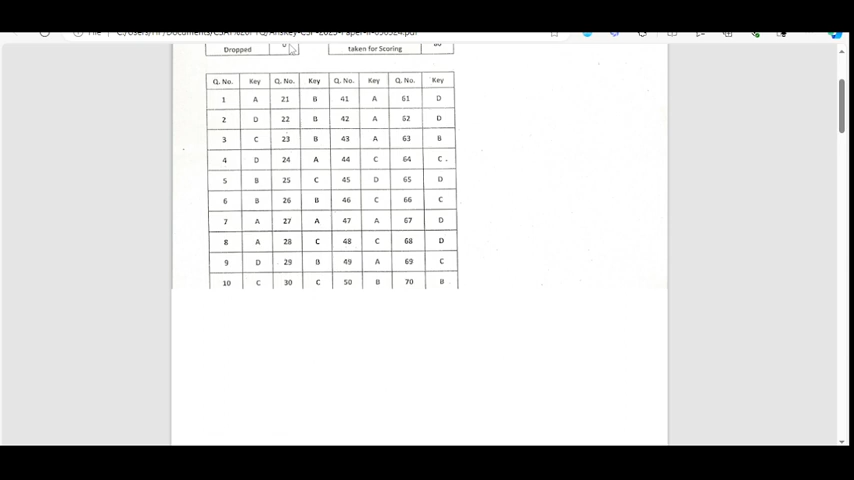 File
Dropped
taken for Scoring
80
Q. No. Key Q. No. Key Q. No. Key Q. No. Key
1 A 21 B 41 A 61 D
2 D 22 B 42 A 62 D
3 C 23 B 43 A 63 B
4 D 24 A 44 C 64 C
5 B 25 C 45 D 65 D
6 B 26 B 46 C 66 C
7 A 27 A 47 A 67 D
8 A 28 C 48 C 68 D
9 D 29 B 49 A 69 C
10 C 30 C 50 B 70 B